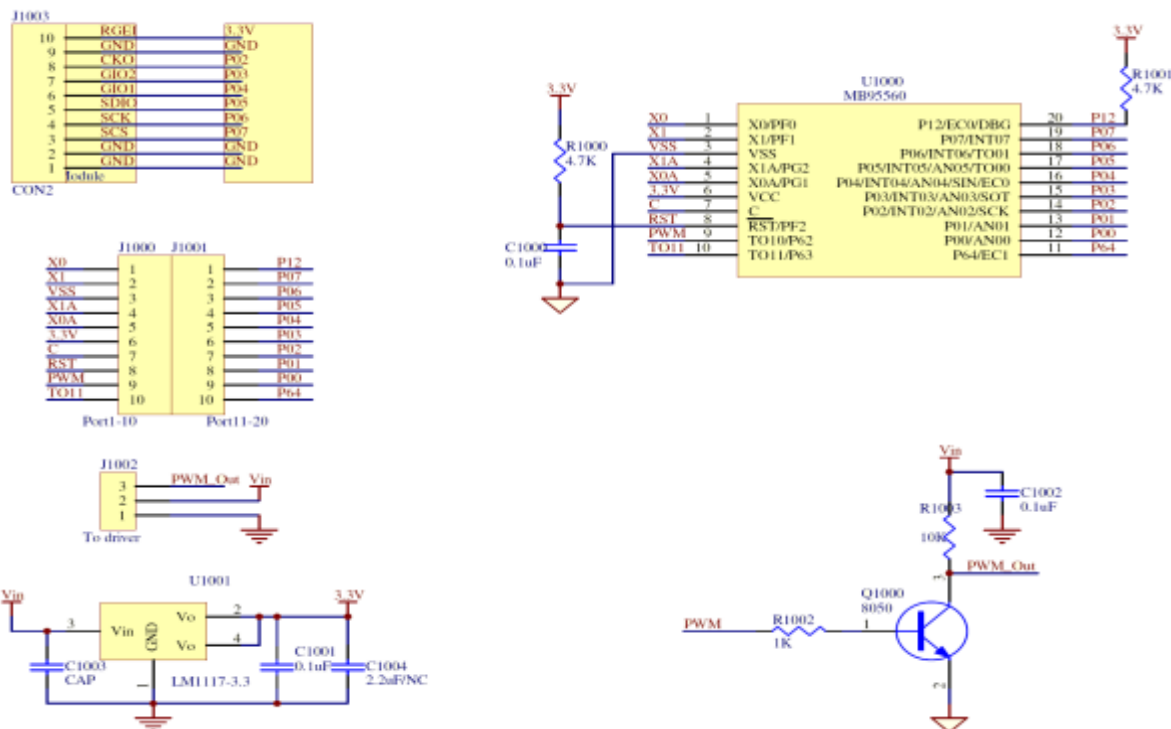 J1003
RGEI 3.3V
10
GND GND
9
CKO P02
8
GIO2 P03
7
GIO1 P04
6
SDIO P05
5
SCK P06
4
SCS P07
3
GND GND
2
GND GND
1
Iodule
CON2
3.3V
R1000
4.7K
C1000
0.1uF
3.3V
R1001
4.7K
U1000
MB95560
X0 1 X0/PF0 P12/EC0/DBG 20 P12
X1 2 X1/PF1 P07/INT07 19 P07
VSS 3 VSS P06/INT06/TO01 18 P06
X1A 4 X1A/PG2 P05/INT05/AN05/TO00 17 P05
X0A 5 X0A/PG1 P04/INT04/AN04/SIN/EC0 16 P04
3.3V 6 VCC P03/INT03/AN03/SOT 15 P03
C 7 C P02/INT02/AN02/SCK 14 P02
RST 8 RST/PF2 P01/AN01 13 P01
PWM 9 TO10/P62 P00/AN00 12 P00
TO11 10 TO11/P63 P64/EC1 11 P64
J1000 J1001
X0 1 1 P12
X1 2 2 P07
VSS 3 3 P06
X1A 4 4 P05
X0A 5 5 P04
3.3V 6 6 P03
C 7 7 P02
RST 8 8 P01
PWM 9 9 P00
TO11 10 10 P64
Port1-10 Port11-20
J1002
3 PWM_Out Vin
2
1
To driver
U1001
Vin 3.3V
3 Vin GND Vo 2
Vo 4
1
C1003
CAP
LM1117-3.3
C1001
0.1uF
C1004
2.2uF/NC
Vin
C1002
0.1uF
R1003
10K
3 PWM_Out
Q1000
8050
PWM R1002 1
1K
2